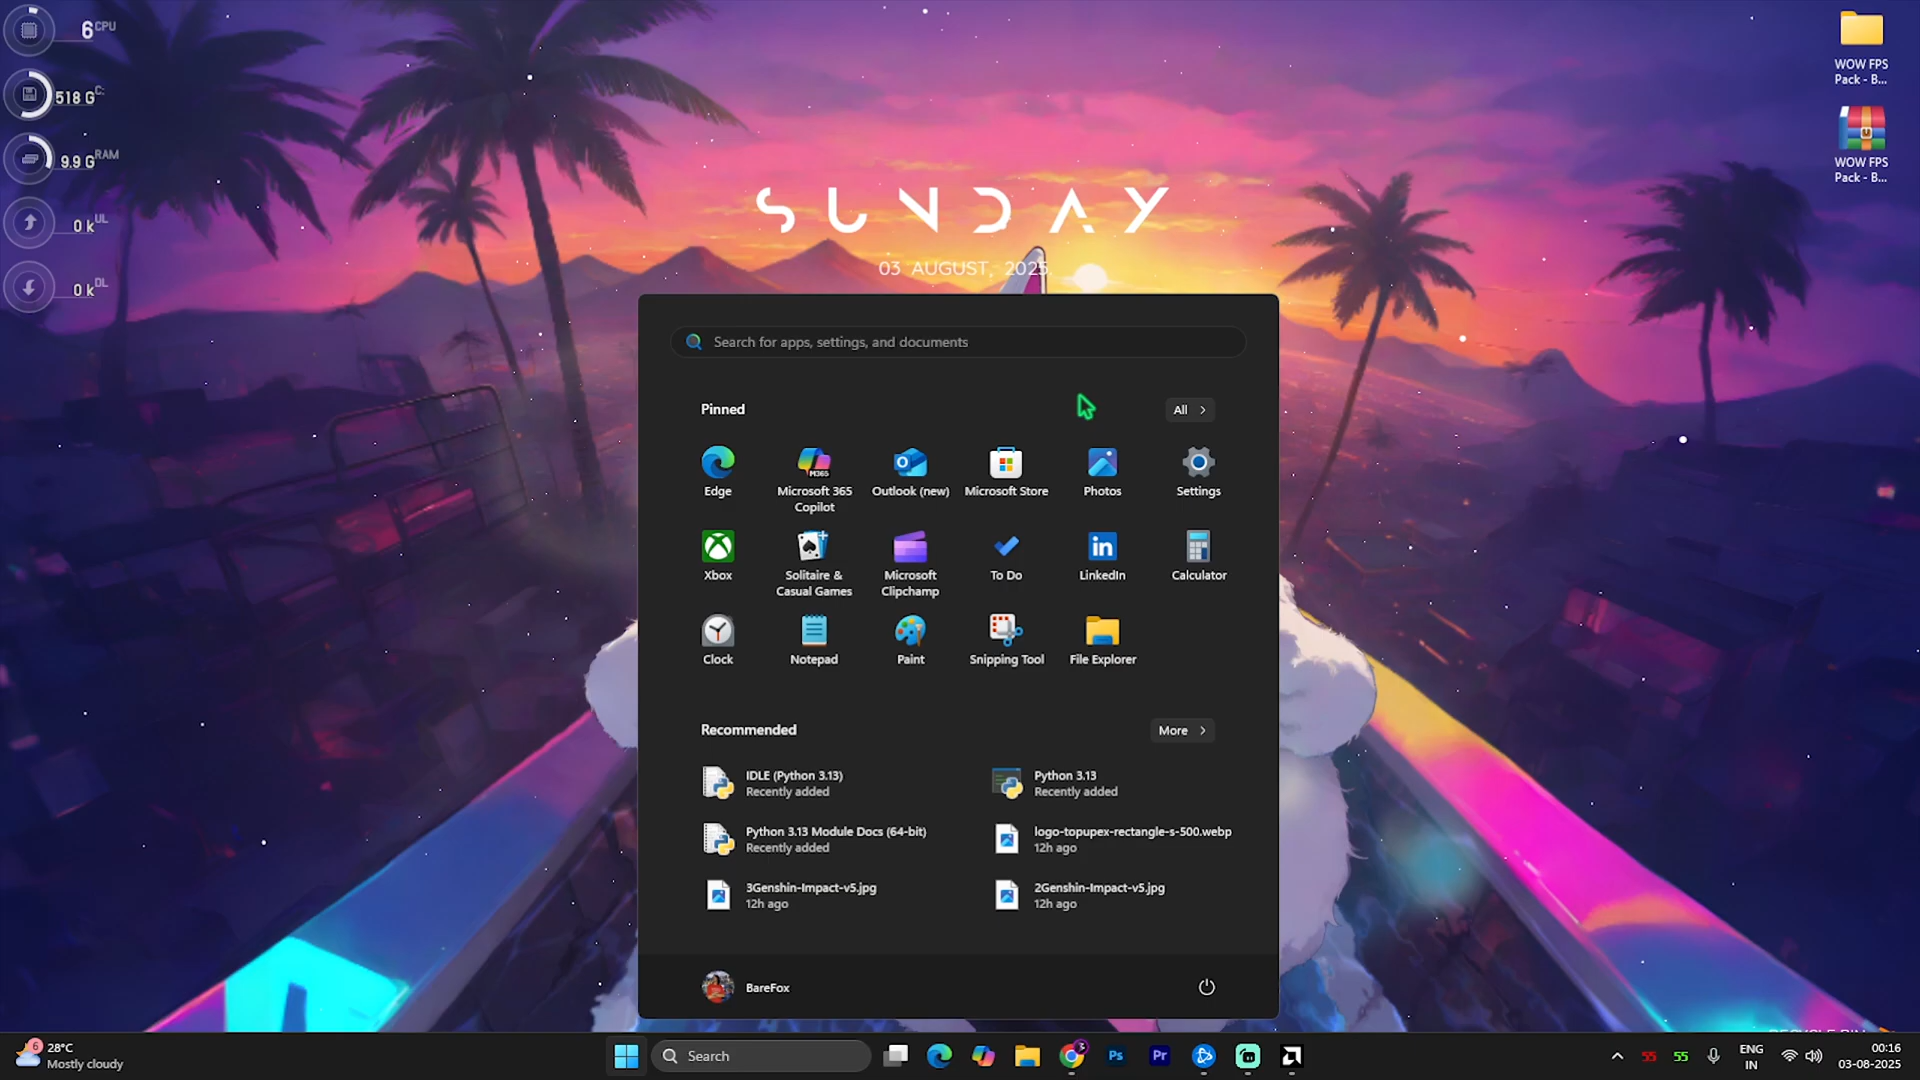 6 CPU
518 G C:
9.9 G RAM
0 k UL
0 k DL
WOW FPS
Pack - B...
WOW FPS
Pack - B...
SUNDAY
03 AUGUST, 2025
Search for apps, settings, and documents
Pinned
All
Edge
Microsoft 365
Copilot
Outlook (new)
Microsoft Store
Photos
Settings
Xbox
Solitaire &
Casual Games
Microsoft
Clipchamp
To Do
LinkedIn
Calculator
Clock
Notepad
Paint
Snipping Tool
File Explorer
Recommended
More
IDLE (Python 3.13)
Recently added
Python 3.13
Recently added
Python 3.13 Module Docs (64-bit)
Recently added
logo-topupex-rectangle-s-500.webp
12h ago
3Genshin-Impact-v5.jpg
12h ago
2Genshin-Impact-v5.jpg
12h ago
BareFox
6
28°C
Mostly cloudy
Search
3
Ps
Pr
55
55
ENG
IN
00:16
03-08-2025